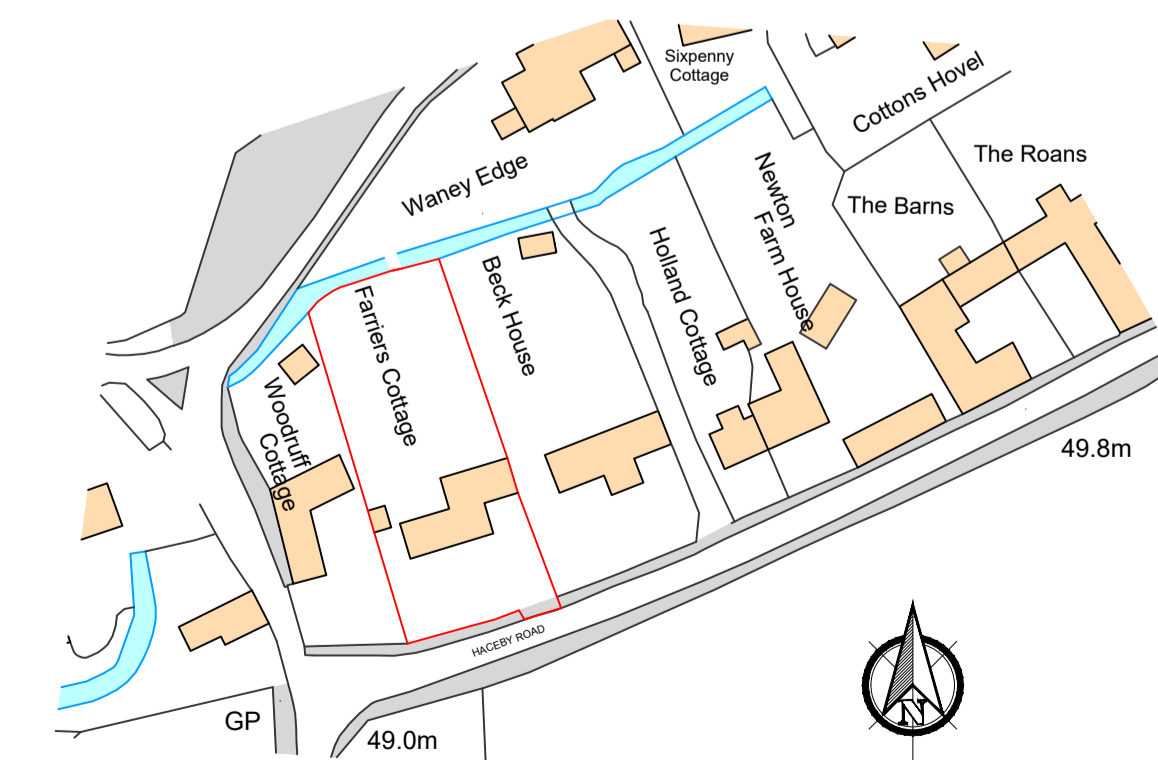 Sixpenny
Cottage
Cottons Hovel
The Roans
Waney Edge
The Barns
Newton
Farm House
Holland Cottage
Beck House
Farriers Cottage
Woodruff
Cottage
49.8m
HACEBY ROAD
N
GP
49.0m